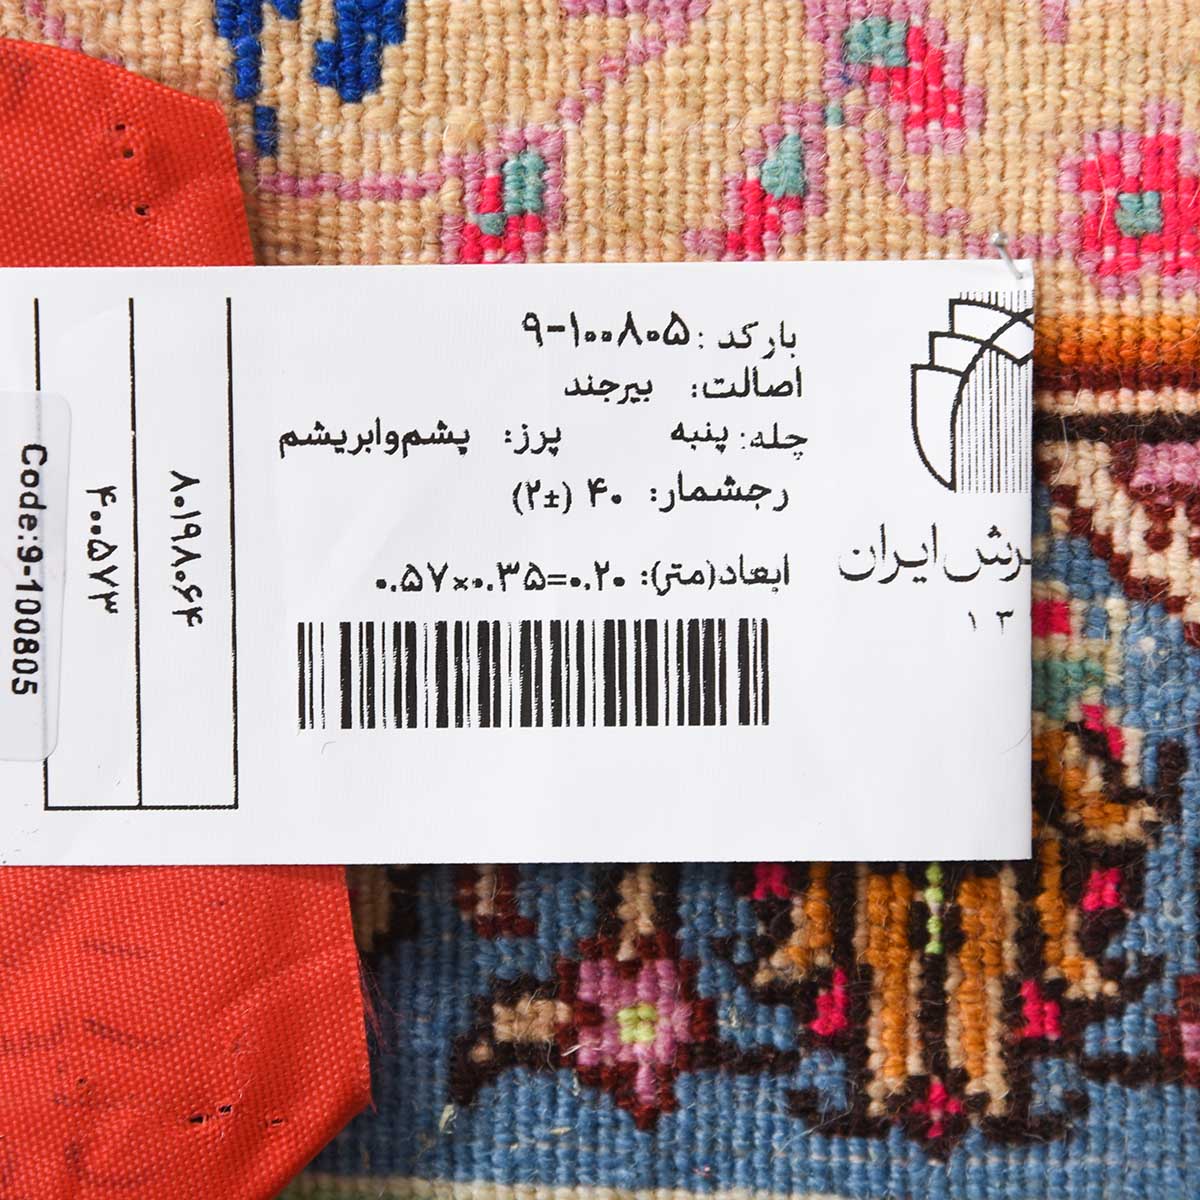 بارکد: ۹-۱۰۰۸۰۵
اصالت: بیرجند
چله: پنبه پرز: پشم‌وابریشم
رجشمار: ۴۰ (±۲)
ابعاد(متر): ۰.۵۷×۰.۳۵=۰.۲۰
ایران
۱۳
۸۰۱۹۸۰۶۴
۴۰۰۵۷۳
Code:9-100805